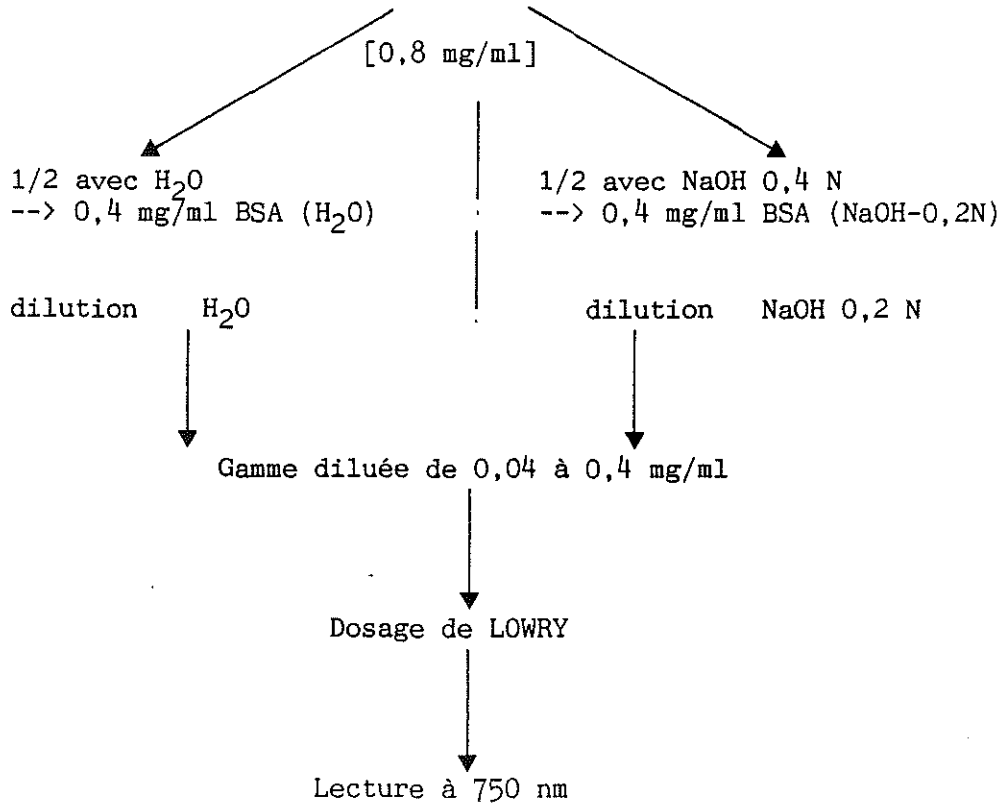 [0,8 mg/ml]
1/2 avec H2O
--> 0,4 mg/ml BSA (H2O)
1/2 avec NaOH 0,4 N
--> 0,4 mg/ml BSA (NaOH-0,2N)
dilution H2O
dilution NaOH 0,2 N
Gamme diluée de 0,04 à 0,4 mg/ml
Dosage de LOWRY
Lecture à 750 nm